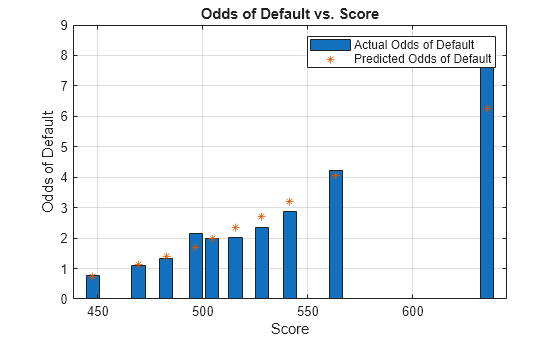 Odds of Default vs. Score
Actual Odds of Default
Predicted Odds of Default
Odds of Default
9
8
7
6
5
4
3
2
1
0
450 500 550 600
Score